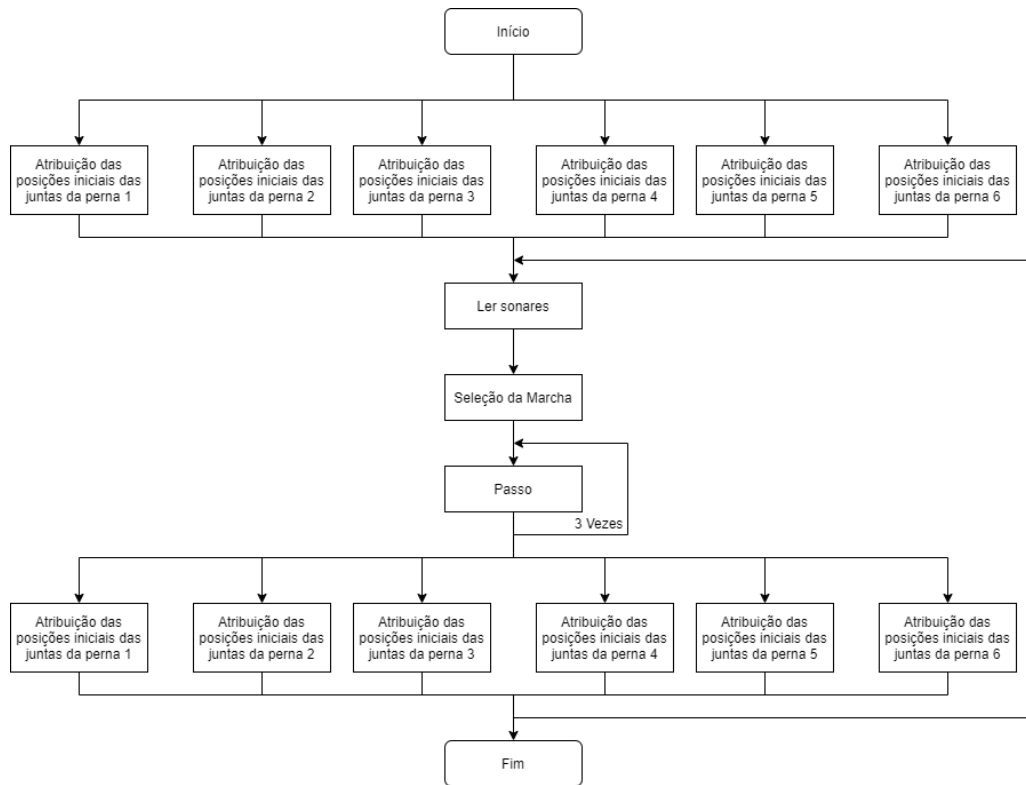 Início
Atribuição das
posições iniciais das
juntas da perna 1
Atribuição das
posições iniciais das
juntas da perna 2
Atribuição das
posições iniciais das
juntas da perna 3
Atribuição das
posições iniciais das
juntas da perna 4
Atribuição das
posições iniciais das
juntas da perna 5
Atribuição das
posições iniciais das
juntas da perna 6
Ler sonares
Seleção da Marcha
Passo
3 Vezes
Atribuição das
posições iniciais das
juntas da perna 1
Atribuição das
posições iniciais das
juntas da perna 2
Atribuição das
posições iniciais das
juntas da perna 3
Atribuição das
posições iniciais das
juntas da perna 4
Atribuição das
posições iniciais das
juntas da perna 5
Atribuição das
posições iniciais das
juntas da perna 6
Fim